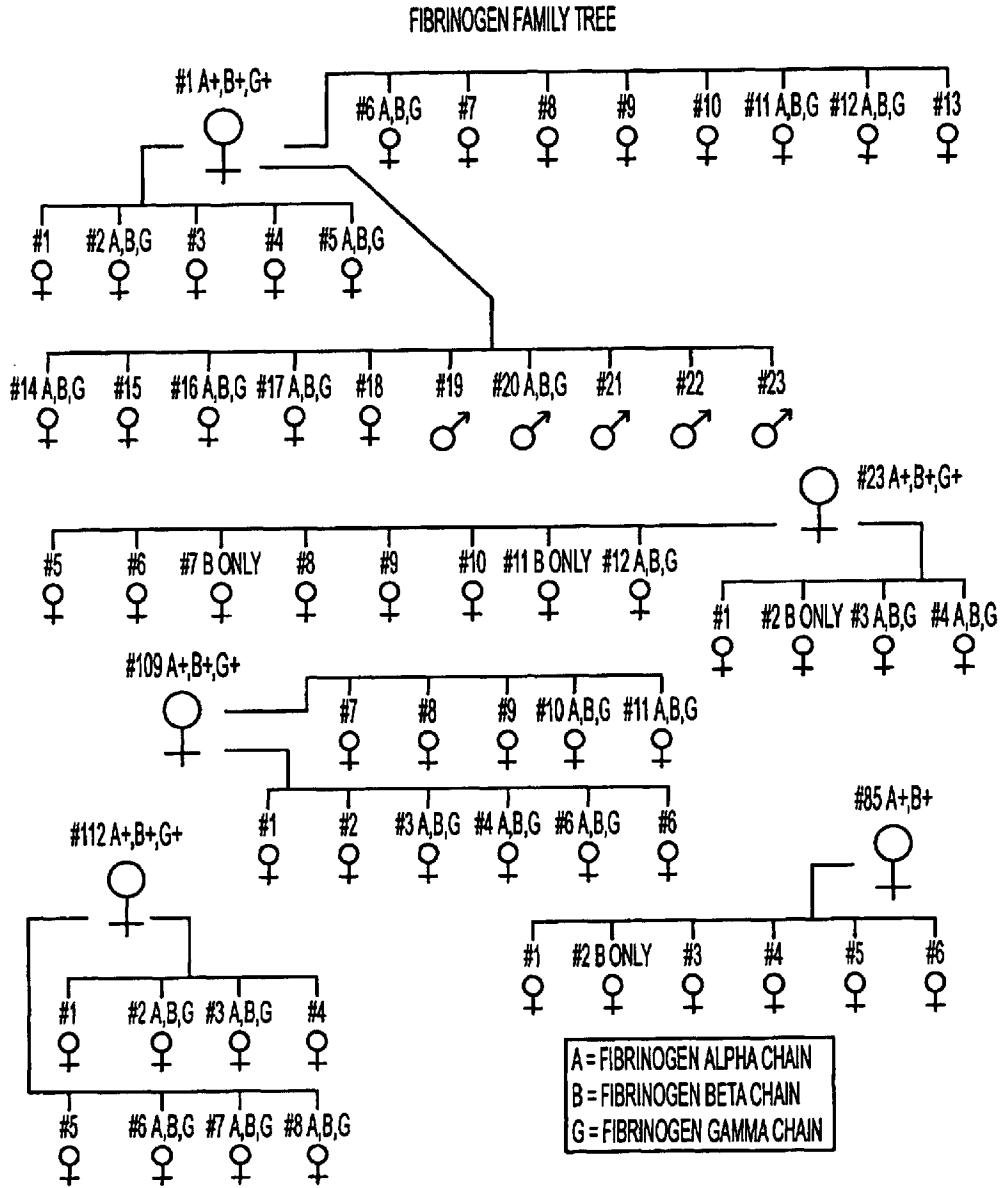 FIBRINOGEN FAMILY TREE
#1 A+,B+,G+
#6 A,B,G #7 #8 #9 #10 #11 A,B,G #12 A,B,G #13
#1 #2 A,B,G #3 #4 #5 A,B,G
#14 A,B,G #15 #16 A,B,G #17 A,B,G #18 #19 #20 A,B,G #21 #22 #23
#23 A+,B+,G+
#5 #6 #7 B ONLY #8 #9 #10 #11 B ONLY #12 A,B,G
#1 #2 B ONLY #3 A,B,G #4 A,B,G
#109 A+,B+,G+
#7 #8 #9 #10 A,B,G #11 A,B,G
#1 #2 #3 A,B,G #4 A,B,G #6 A,B,G #6
#85 A+,B+
#112 A+,B+,G+
#1 #2 B ONLY #3 #4 #5 #6
#1 #2 A,B,G #3 A,B,G #4
#5 #6 A,B,G #7 A,B,G #8 A,B,G
A = FIBRINOGEN ALPHA CHAIN
B = FIBRINOGEN BETA CHAIN
G = FIBRINOGEN GAMMA CHAIN